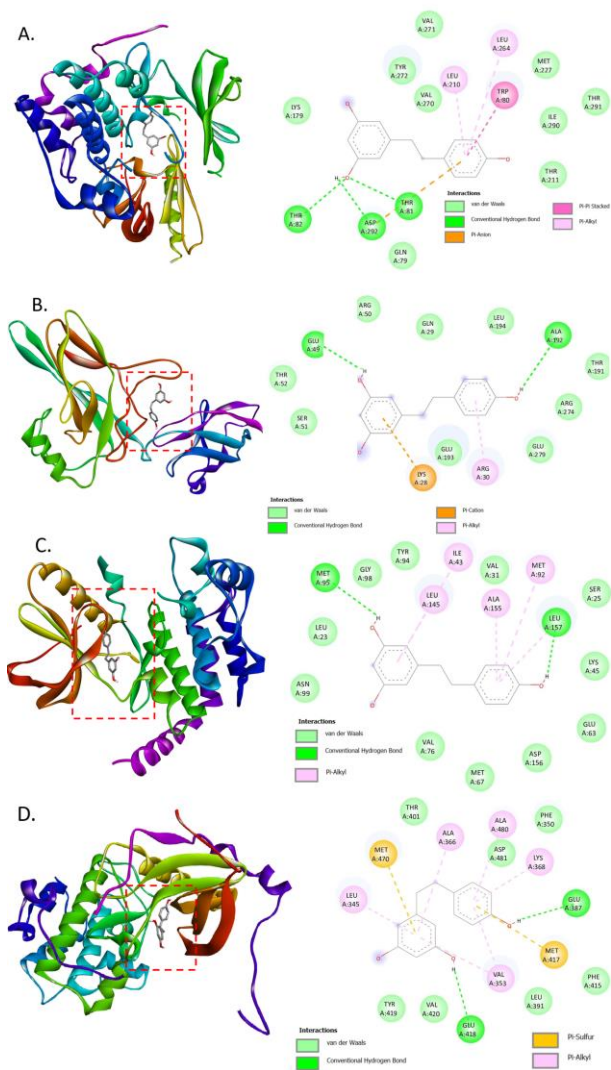 A.
VAL
A:271
LEU
A:264
TYR
A:272
LEU
A:210
MET
A:227
VAL
A:270
TRP
A:80
LYS
A:179
THR
A:291
ILE
A:290
THR
A:211
H
O
O
THR
A:82
ASP
A:292
THR
A:81
GLN
A:79
Interactions
van der Waals
Conventional Hydrogen Bond
Pi-Anion
Pi-Pi Stacked
Pi-Alkyl
B.
ARG
A:50
GLN
A:29
LEU
A:194
ALA
A:192
GLU
A:49
THR
A:52
THR
A:191
SER
A:51
ARG
A:274
GLU
A:193
GLU
A:279
LYS
A:28
ARG
A:30
Interactions
van der Waals
Conventional Hydrogen Bond
Pi-Cation
Pi-Alkyl
C.
MET
A:95
GLY
A:98
TYR
A:94
ILE
A:43
VAL
A:31
MET
A:92
LEU
A:145
ALA
A:155
SER
A:25
LEU
A:157
LEU
A:23
LYS
A:45
ASN
A:99
GLU
A:63
VAL
A:76
ASP
A:156
MET
A:67
Interactions
van der Waals
Conventional Hydrogen Bond
Pi-Alkyl
D.
THR
A:401
ALA
A:366
ALA
A:480
PHE
A:350
MET
A:470
ASP
A:481
LYS
A:368
LEU
A:345
GLU
A:387
MET
A:417
VAL
A:353
PHE
A:415
TYR
A:419
VAL
A:420
LEU
A:391
GLU
A:418
Interactions
van der Waals
Conventional Hydrogen Bond
Pi-Sulfur
Pi-Alkyl